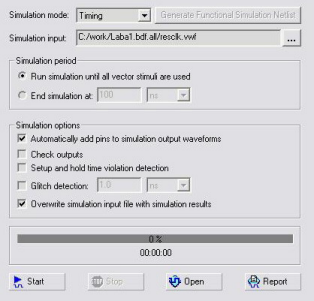 Simulation mode: Timing Generate Functional Simulation Netlist
Simulation input: C:/work/Laba1.bdf.all/resclk.vwf ...
Simulation period
Run simulation until all vector stimuli are used
End simulation at: 100 ns
Simulation options
Automatically add pins to simulation output waveforms
Check outputs
Setup and hold time violation detection
Glitch detection: 1.0 ns
Overwrite simulation input file with simulation results
0 %
00:00:00
Start Stop Open Report